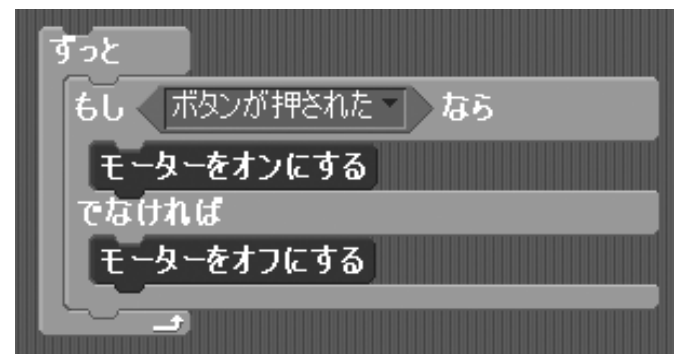 ずっと
もし ボタンが押された なら
モーターをオンにする
でなければ
モーターをオフにする